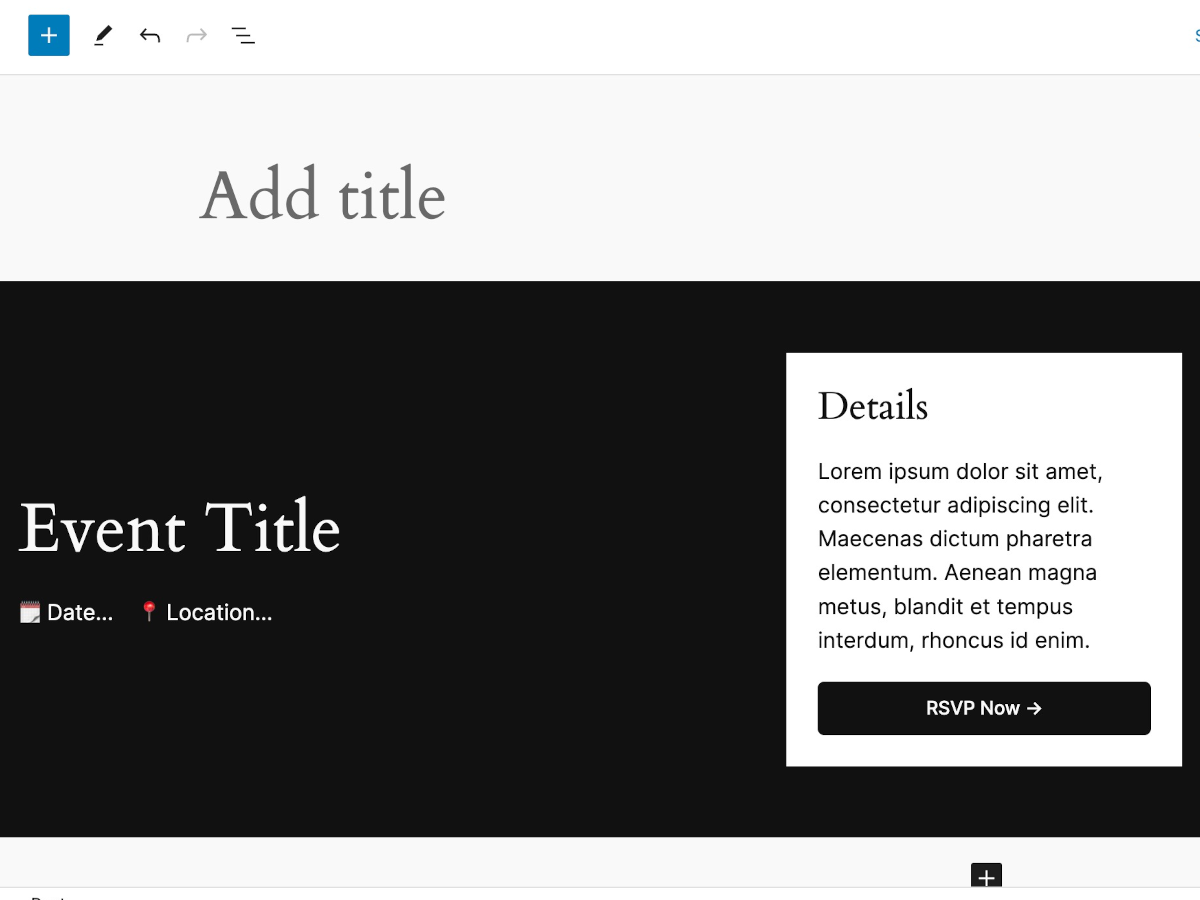 Add title
Event Title
🗓️ Date... 📍 Location...
Details
Lorem ipsum dolor sit amet,
consectetur adipiscing elit.
Maecenas dictum pharetra
elementum. Aenean magna
metus, blandit et tempus
interdum, rhoncus id enim.
RSVP Now →